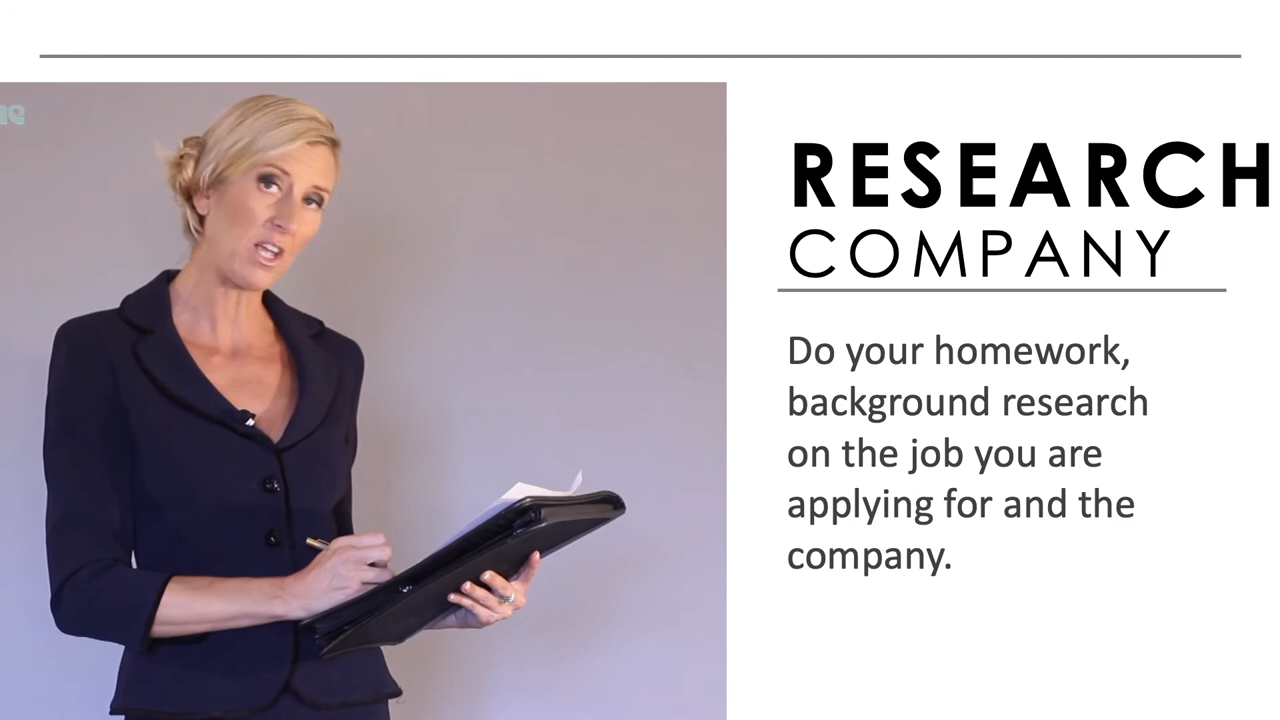 RESEARCH
COMPANY
Do your homework,
background research
on the job you are
applying for and the
company.